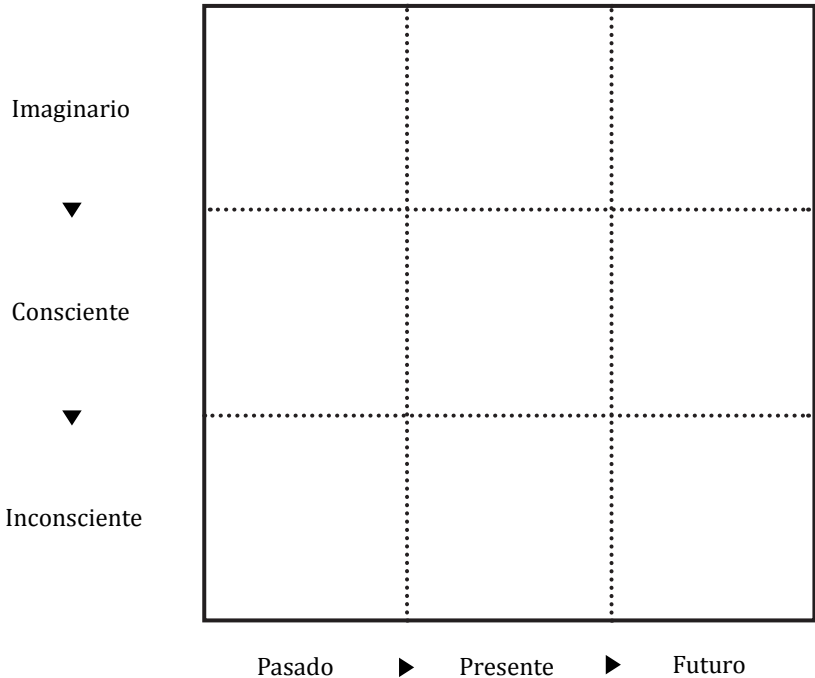 Imaginario
Consciente
Inconsciente
Pasado Presente Futuro